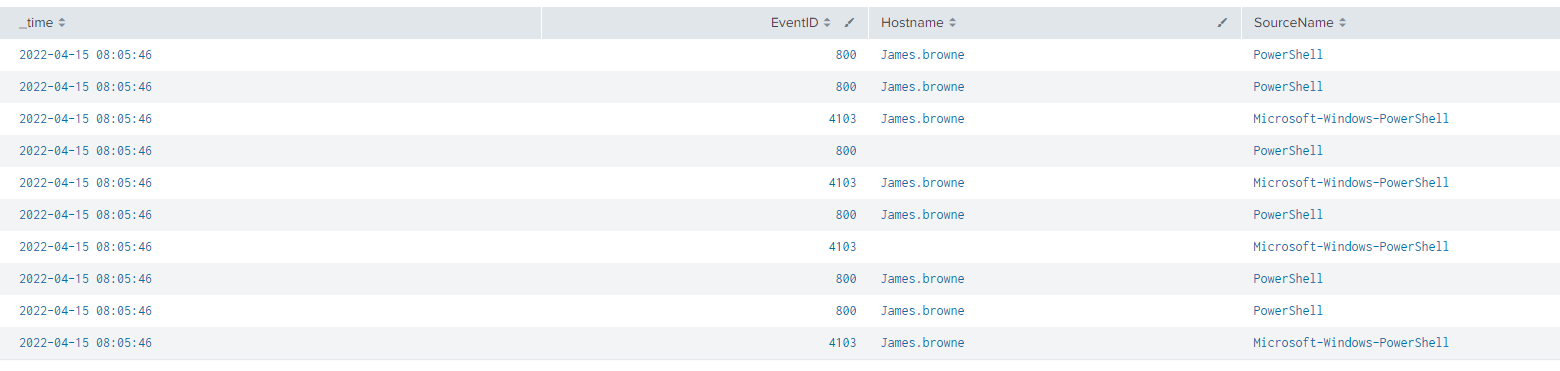 _time EventID Hostname SourceName
2022-04-15 08:05:46 800 James.browne PowerShell
2022-04-15 08:05:46 800 James.browne PowerShell
2022-04-15 08:05:46 4103 James.browne Microsoft-Windows-PowerShell
2022-04-15 08:05:46 800 PowerShell
2022-04-15 08:05:46 4103 James.browne Microsoft-Windows-PowerShell
2022-04-15 08:05:46 800 James.browne PowerShell
2022-04-15 08:05:46 4103 Microsoft-Windows-PowerShell
2022-04-15 08:05:46 800 James.browne PowerShell
2022-04-15 08:05:46 800 James.browne PowerShell
2022-04-15 08:05:46 4103 James.browne Microsoft-Windows-PowerShell